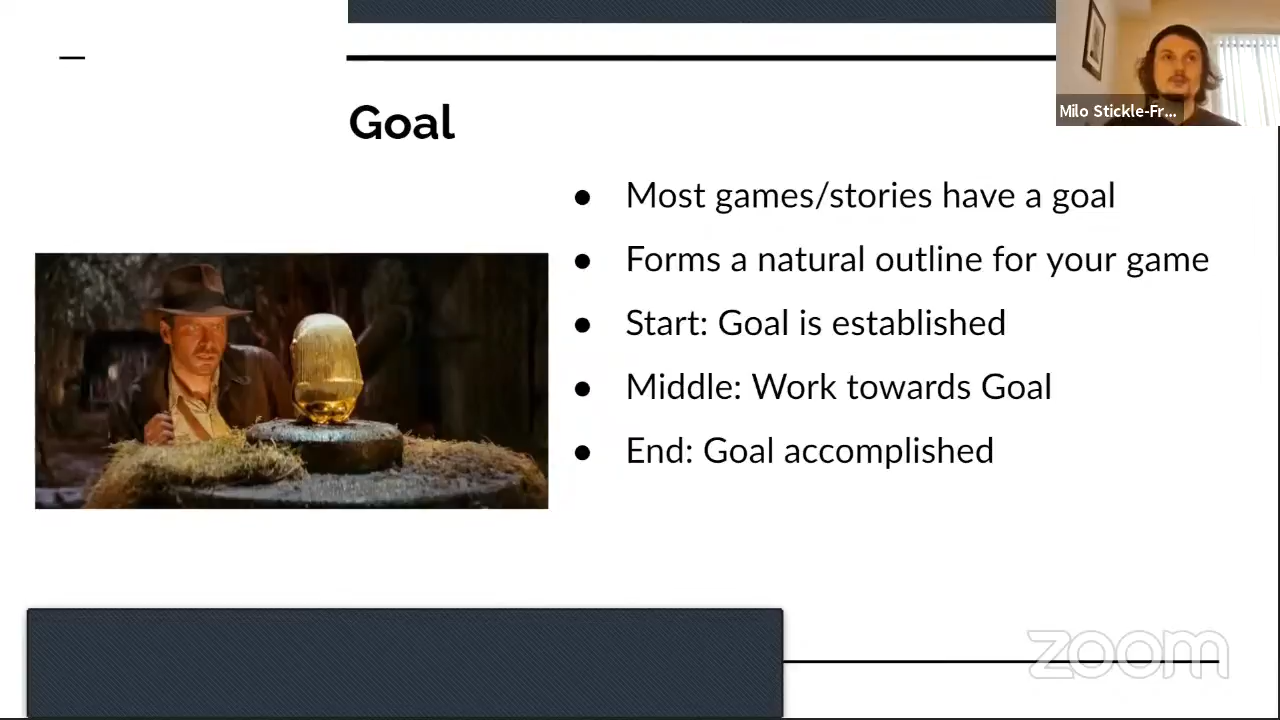 Milo Stickle-Fr...
Goal
● Most games/stories have a goal
● Forms a natural outline for your game
● Start: Goal is established
● Middle: Work towards Goal
● End: Goal accomplished
zoom